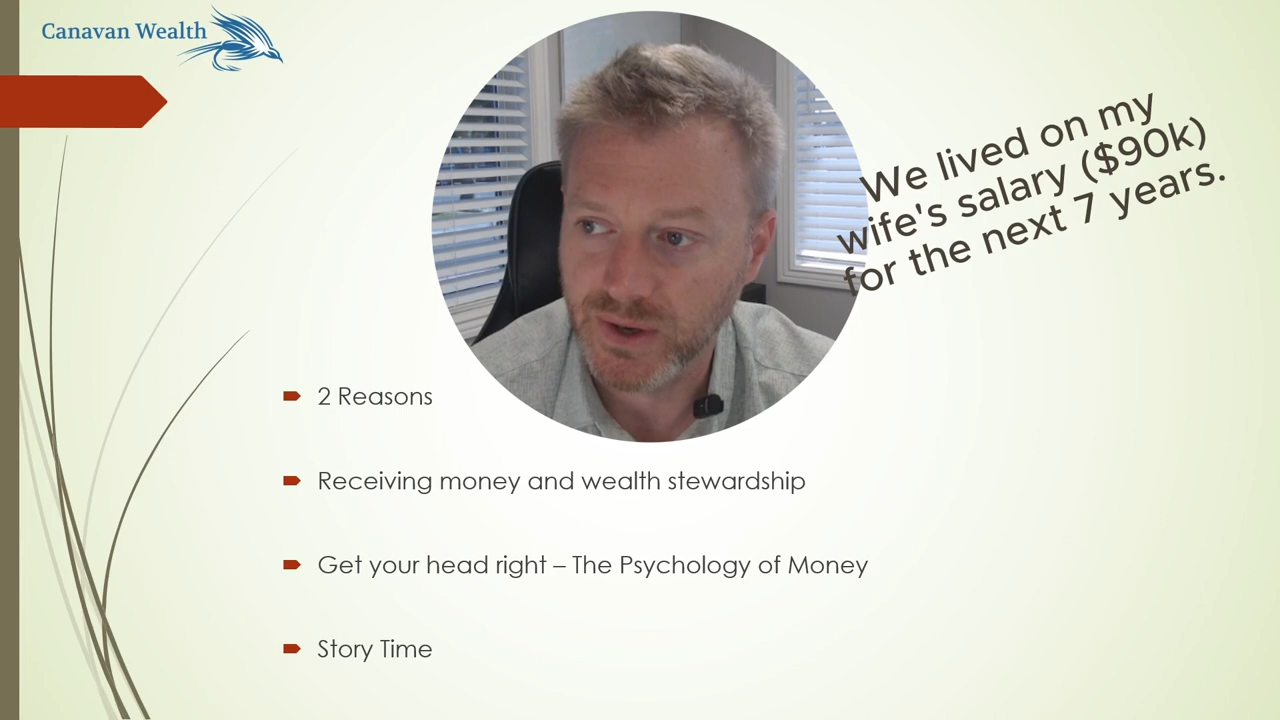 Canavan Wealth
We lived on my
wife's salary ($90k)
for the next 7 years.
2 Reasons
Receiving money and wealth stewardship
Get your head right – The Psychology of Money
Story Time